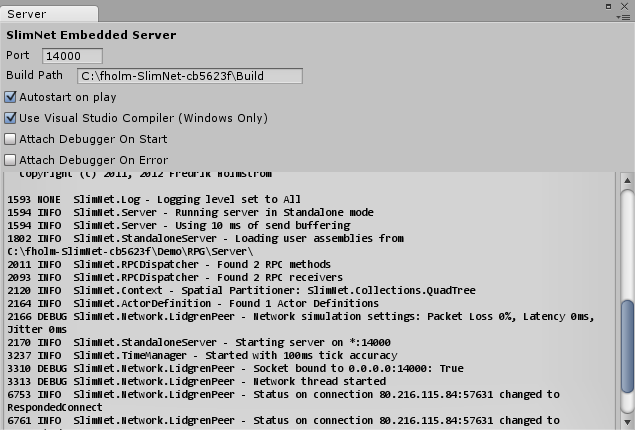 Server
SlimNet Embedded Server
Port 14000
Build Path C:\fholm-SlimNet-cb5623f\Build
Autostart on play
Use Visual Studio Compiler (Windows Only)
Attach Debugger On Start
Attach Debugger On Error
Copyright (C) 2011, 2012 Fredrik Holmstrom
1593 NONE SlimNet.Log - Logging level set to All
1594 INFO SlimNet.Server - Running server in Standalone mode
1594 INFO SlimNet.Server - Using 10 ms of send buffering
1802 INFO SlimNet.StandaloneServer - Loading user assemblies from
C:\fholm-SlimNet-cb5623f\Demo\RPG\Server\
2011 INFO SlimNet.RPCDispatcher - Found 2 RPC methods
2093 INFO SlimNet.RPCDispatcher - Found 2 RPC receivers
2120 INFO SlimNet.Context - Spatial Partitioner: SlimNet.Collections.QuadTree
2164 INFO SlimNet.ActorDefinition - Found 1 Actor Definitions
2166 DEBUG SlimNet.Network.LidgrenPeer - Network simulation settings: Packet Loss 0%, Latency 0ms,
Jitter 0ms
2170 INFO SlimNet.StandaloneServer - Starting server on *:14000
3237 INFO SlimNet.TimeManager - Started with 100ms tick accuracy
3310 DEBUG SlimNet.Network.LidgrenPeer - Socket bound to 0.0.0.0:14000: True
3313 DEBUG SlimNet.Network.LidgrenPeer - Network thread started
6753 INFO SlimNet.Network.LidgrenPeer - Status on connection 80.216.115.84:57631 changed to
RespondedConnect
6761 INFO SlimNet.Network.LidgrenPeer - Status on connection 80.216.115.84:57631 changed to